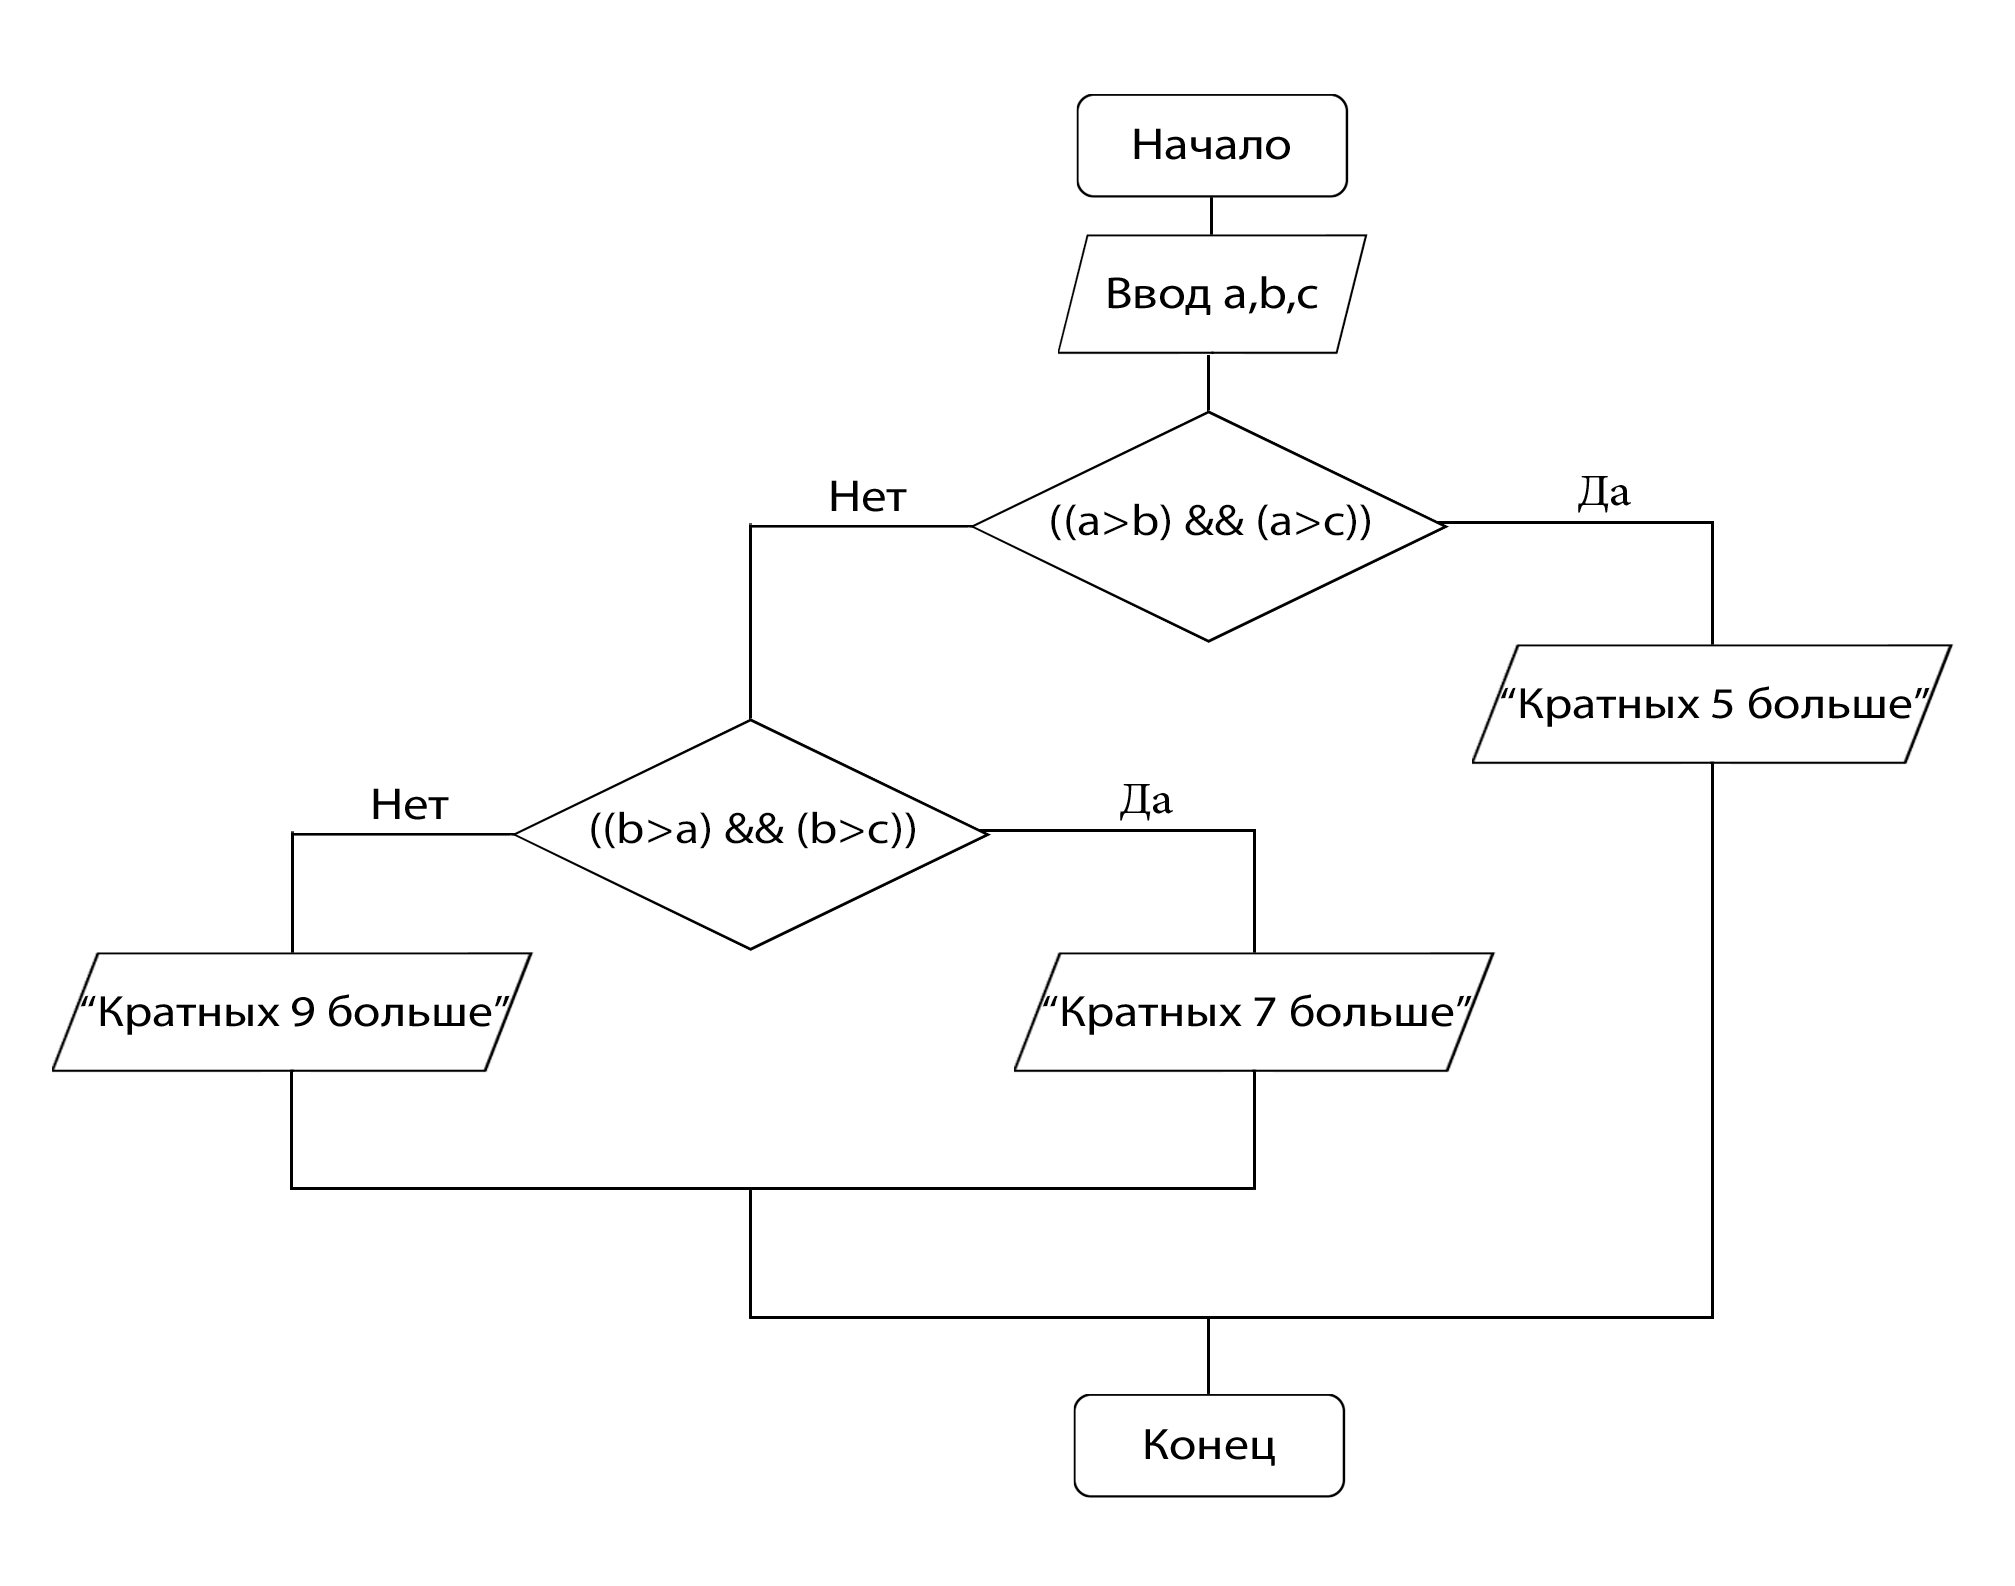 Начало
Ввод a,b,c
Нет
((a>b) && (a>c))
Да
“Кратных 5 больше”
Нет
((b>a) && (b>c))
Да
“Кратных 9 больше”
“Кратных 7 больше”
Конец